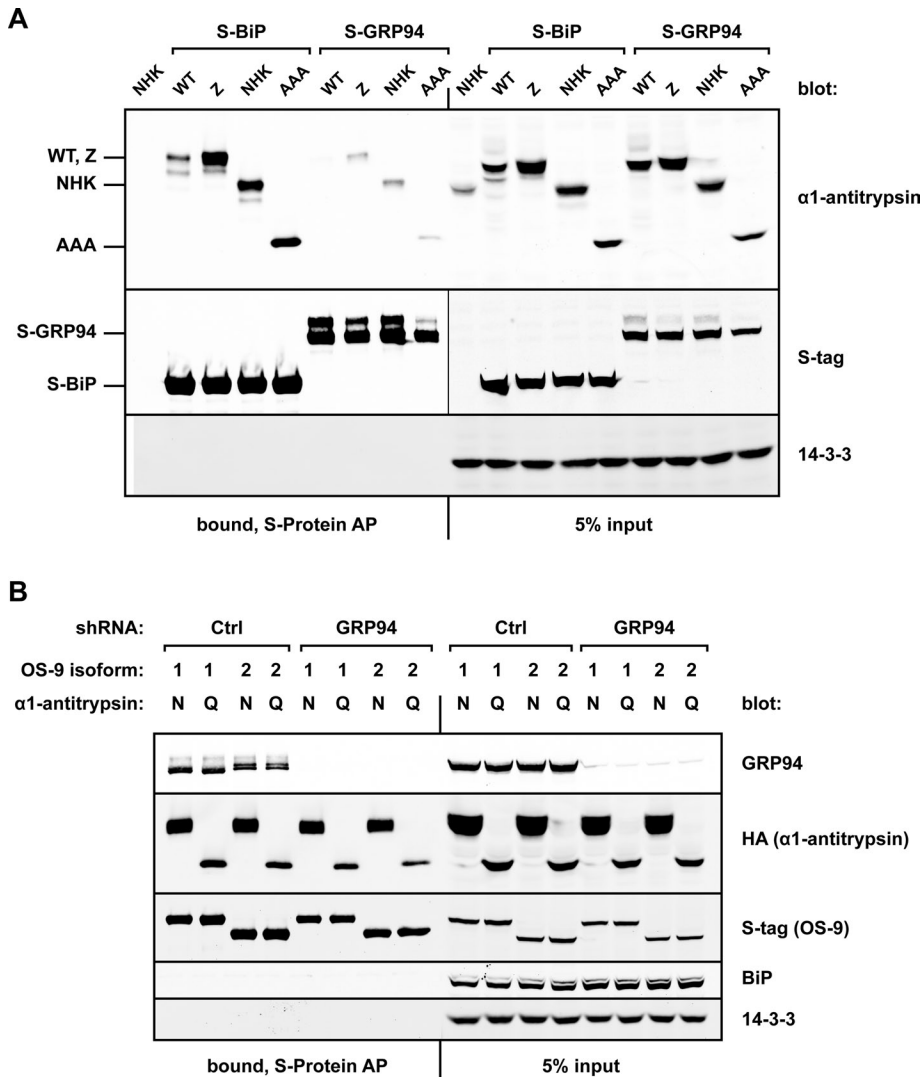 A
S-BiP S-GRP94 S-BiP S-GRP94
NHK WT Z NHK AAA WT Z NHK AAA NHK WT Z NHK AAA WT Z NHK AAA blot:
WT, Z
NHK
α1-antitrypsin
AAA
S-GRP94
S-tag
S-BiP
14-3-3
bound, S-Protein AP 5% input
B
shRNA: Ctrl GRP94 Ctrl GRP94
OS-9 isoform: 1 1 2 2 1 1 2 2 1 1 2 2 1 1 2 2
α1-antitrypsin: N Q N Q N Q N Q N Q N Q N Q N Q blot:
GRP94
HA (α1-antitrypsin)
S-tag (OS-9)
BiP
14-3-3
bound, S-Protein AP 5% input